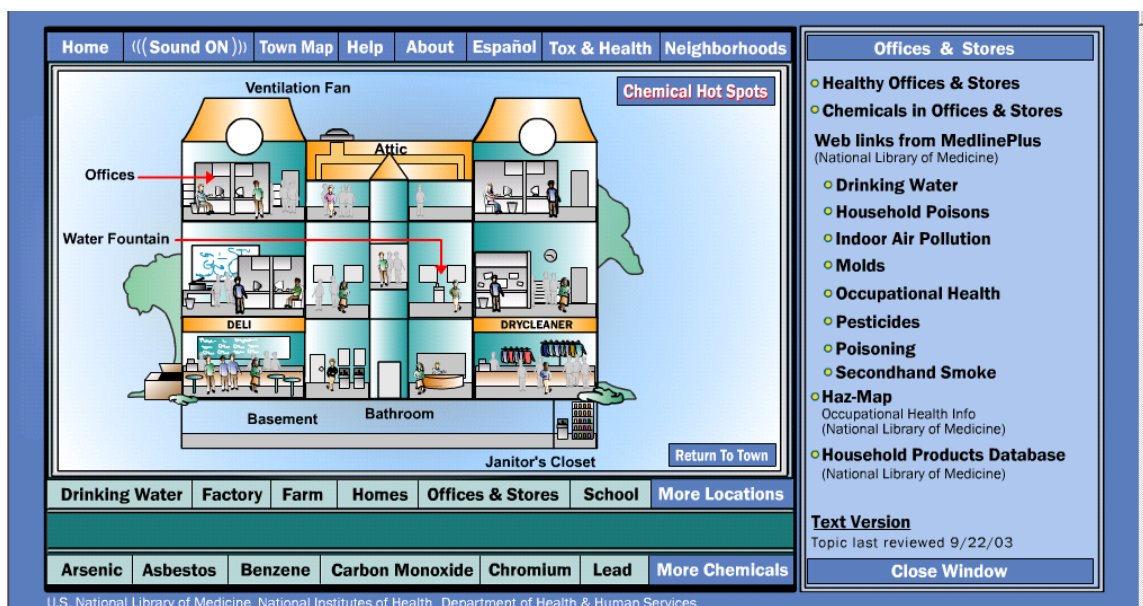 Home (((Sound ON))) Town Map Help About Español Tox & Health Neighborhoods
Ventilation Fan
Chemical Hot Spots
Attic
Offices
Water Fountain
DELI
DRYCLEANER
Basement
Bathroom
Janitor's Closet
Return To Town
Drinking Water Factory Farm Homes Offices & Stores School More Locations
Arsenic Asbestos Benzene Carbon Monoxide Chromium Lead More Chemicals
U.S. National Library of Medicine, National Institutes of Health, Department of Health & Human Services
Offices & Stores
Healthy Offices & Stores
Chemicals in Offices & Stores
Web links from MedlinePlus
(National Library of Medicine)
Drinking Water
Household Poisons
Indoor Air Pollution
Molds
Occupational Health
Pesticides
Poisoning
Secondhand Smoke
Haz-Map
Occupational Health Info
(National Library of Medicine)
Household Products Database
(National Library of Medicine)
Text Version
Topic last reviewed 9/22/03
Close Window